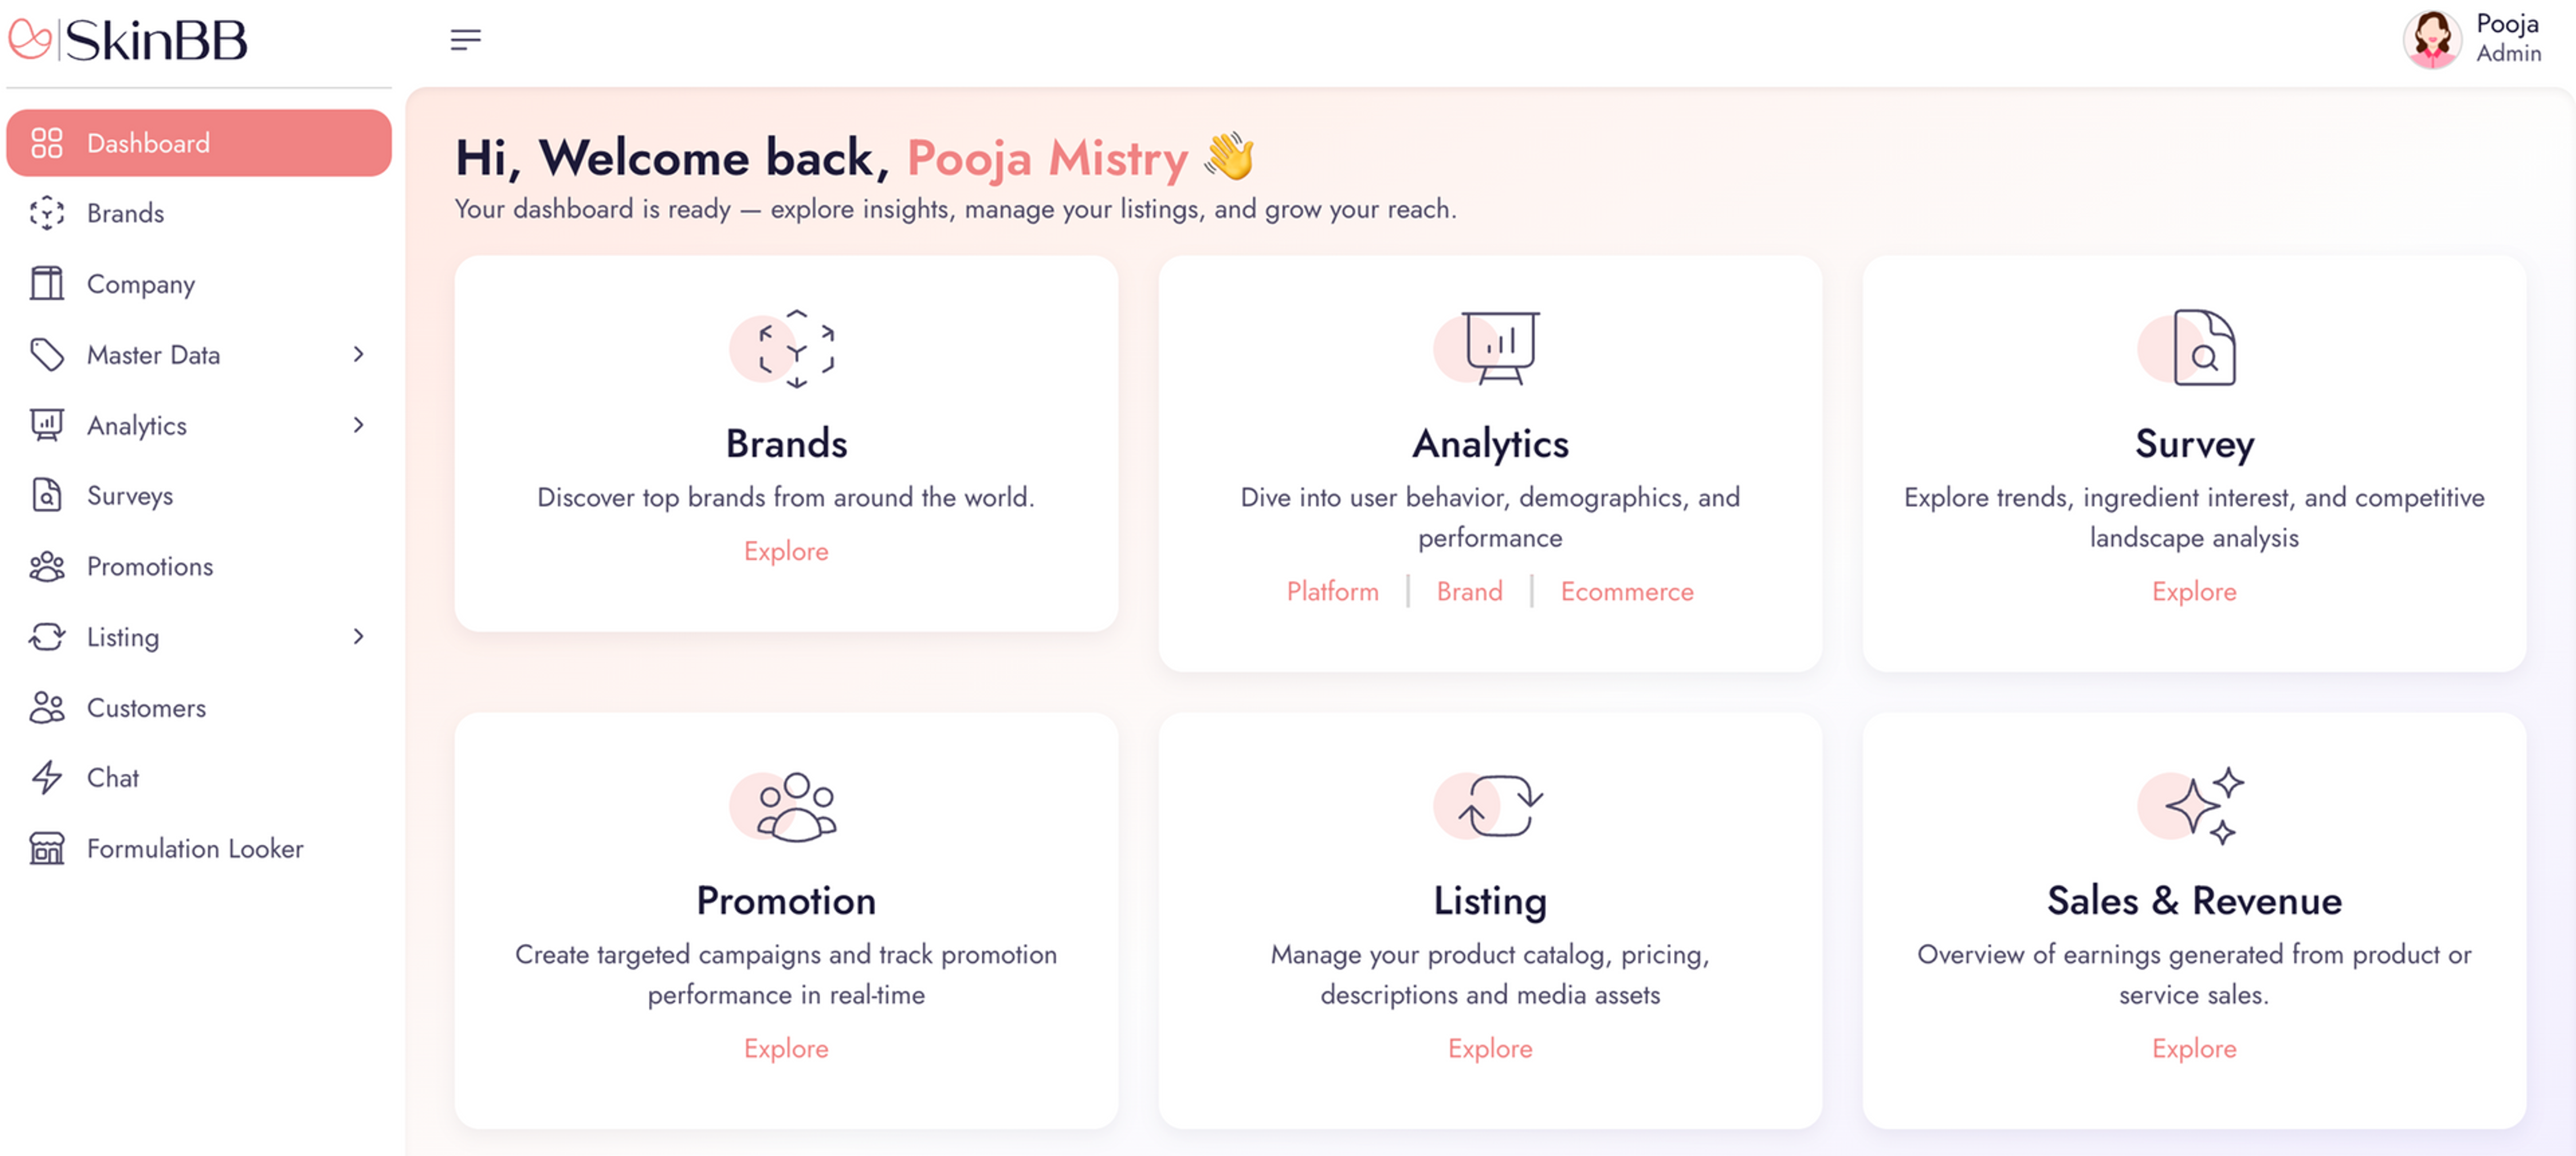 SkinBB
Pooja
Admin
Dashboard
Brands
Company
Master Data
Analytics
Surveys
Promotions
Listing
Customers
Chat
Formulation Looker
Hi, Welcome back, Pooja Mistry 👋
Your dashboard is ready — explore insights, manage your listings, and grow your reach.
Brands
Discover top brands from around the world.
Explore
Analytics
Dive into user behavior, demographics, and
performance
Platform | Brand | Ecommerce
Survey
Explore trends, ingredient interest, and competitive
landscape analysis
Explore
Promotion
Create targeted campaigns and track promotion
performance in real-time
Explore
Listing
Manage your product catalog, pricing,
descriptions and media assets
Explore
Sales & Revenue
Overview of earnings generated from product or
service sales.
Explore